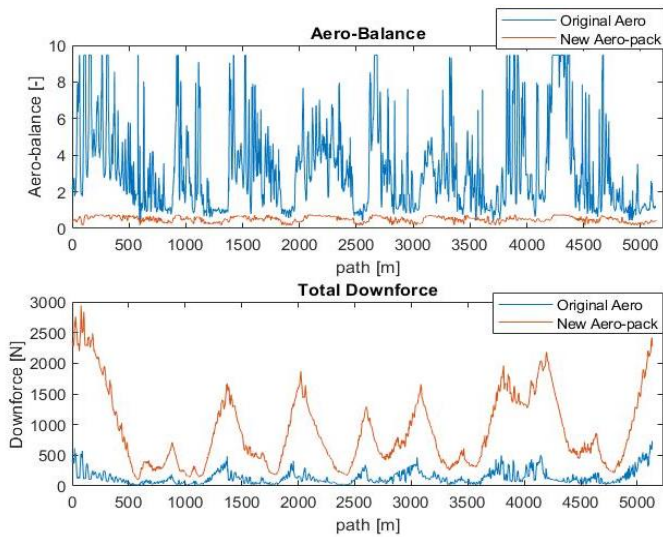 Aero-Balance
Original Aero
New Aero-pack
10
8
6
4
2
0
Aero-balance [-]
0 500 1000 1500 2000 2500 3000 3500 4000 4500 5000
path [m]
Total Downforce
Original Aero
New Aero-pack
3000
2500
2000
1500
1000
500
0
Downforce [N]
0 500 1000 1500 2000 2500 3000 3500 4000 4500 5000
path [m]